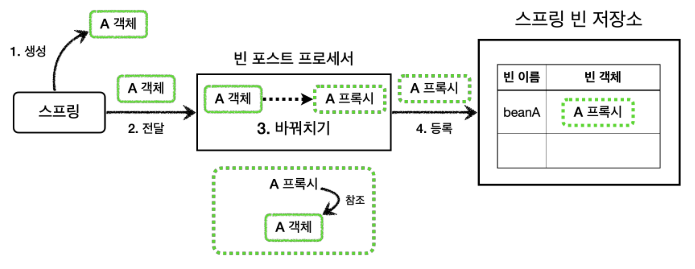 A 객체
1. 생성
스프링
A 객체
2. 전달
빈 포스트 프로세서
A 객체
A 프록시
3. 바꿔치기
A 프록시
4. 등록
스프링 빈 저장소
빈 이름
빈 객체
beanA
A 프록시
A 프록시
참조
A 객체